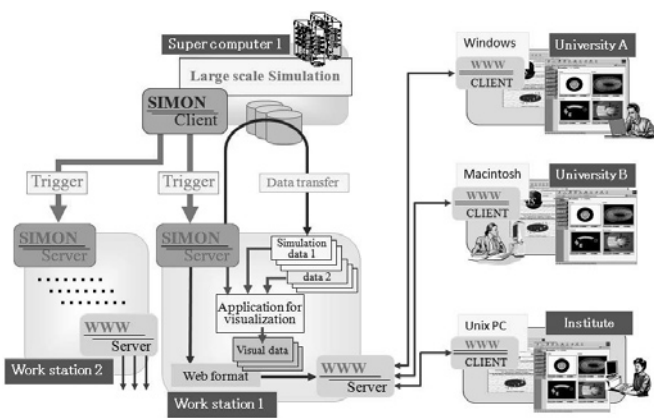 Super computer 1
Large scale Simulation
SIMON
Client
Trigger
Trigger
Data transfer
SIMON
Server
SIMON
Server
Simulation
data 1
data 2
Application for
visualization
Visual data
Web format
WWW
Server
Work station 2
WWW
Server
Work station 1
Windows
University A
WWW
CLIENT
Macintosh
University B
WWW
CLIENT
Unix PC
Institute
WWW
CLIENT